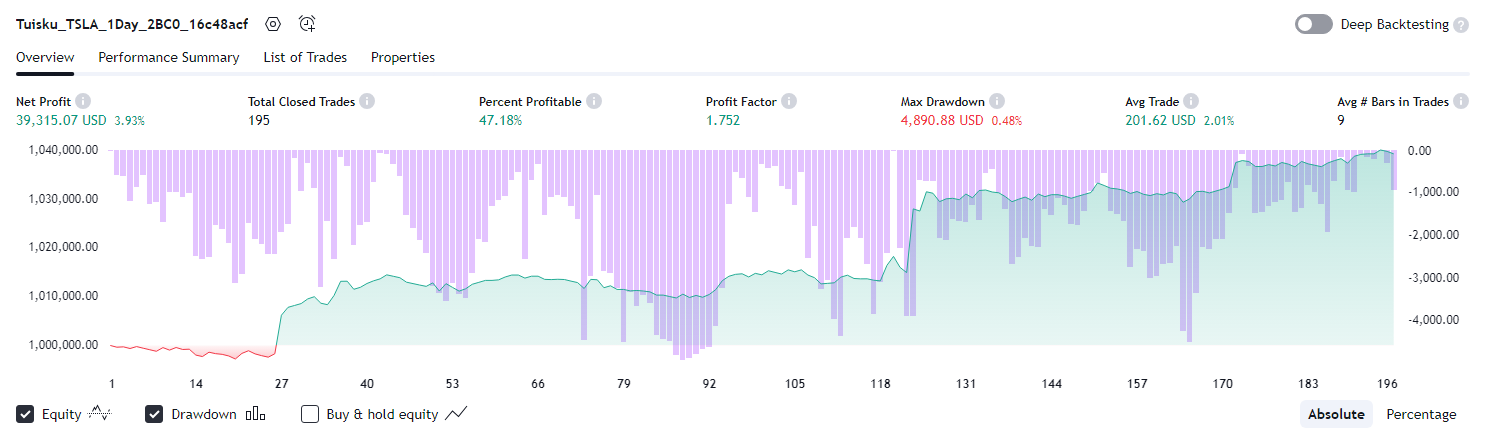 Tuisku_TSLA_1Day_2BC0_16c48acf
Deep Backtesting
Overview Performance Summary List of Trades Properties
Net Profit Total Closed Trades Percent Profitable Profit Factor Max Drawdown Avg Trade Avg # Bars in Trades
39,315.07 USD 3.93% 195 47.18% 1.752 4,890.88 USD 0.48% 201.62 USD 2.01% 9
1,040,000.00 0.00
1,030,000.00 -1,000.00
1,020,000.00 -2,000.00
1,010,000.00 -3,000.00
1,000,000.00 -4,000.00
1 14 27 40 53 66 79 92 105 118 131 144 157 170 183 196
Equity Drawdown Buy & hold equity Absolute Percentage